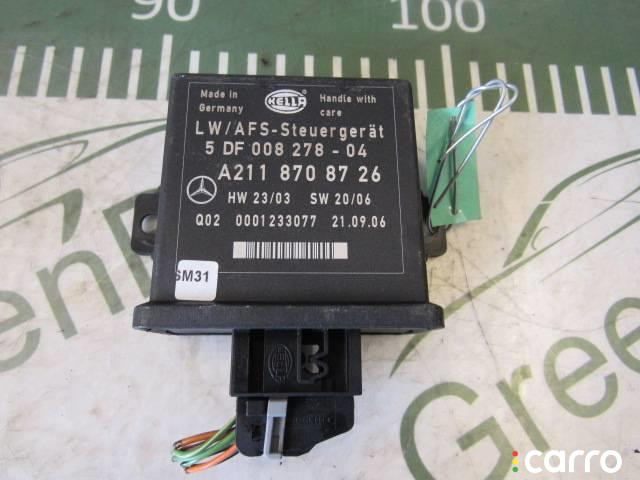 90
100
Made in
Germany
HELLA
Handle with
care
LW/AFS-Steuergerät
5 DF 008 278 - 04
A211 870 87 26
HW 23/03 SW 20/06
Q02 0001233077 21.09.06
SM31
Gree
carro